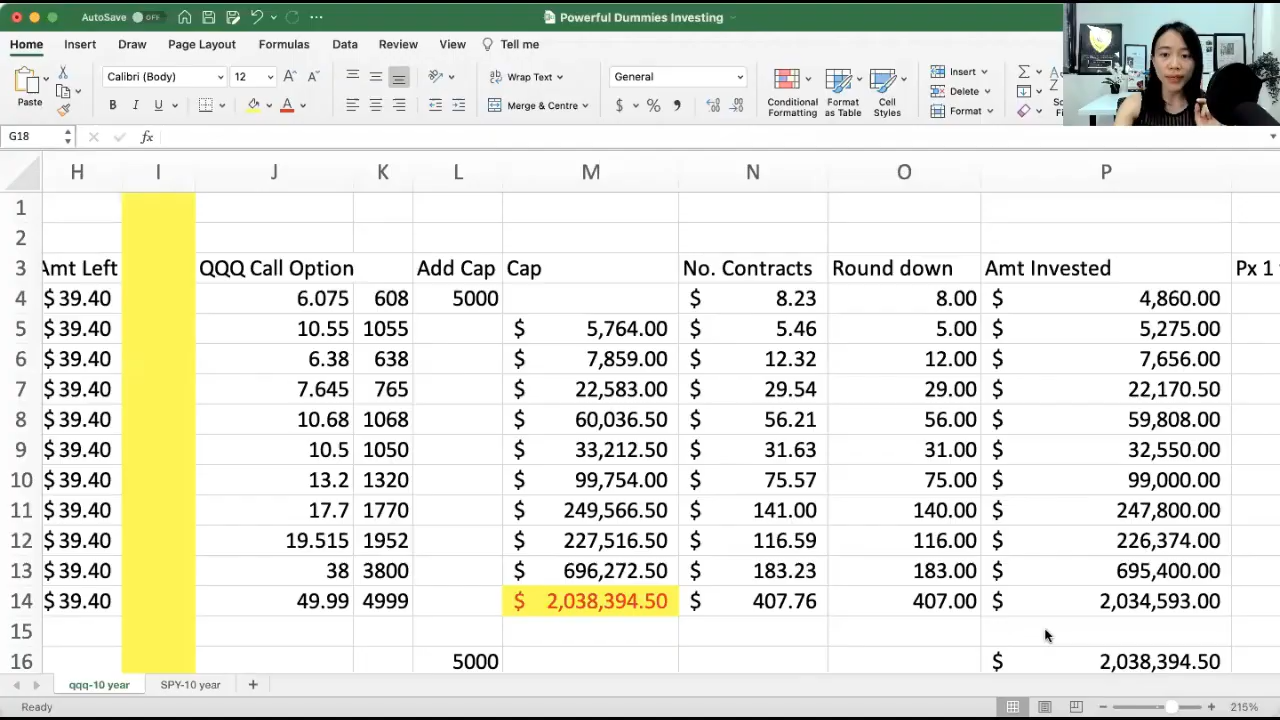 AutoSave OFF Powerful Dummies Investing
Home Insert Draw Page Layout Formulas Data Review View Tell me
Paste Calibri (Body) 12 Wrap Text General Conditional Formatting Format as Table Cell Styles Insert
B I U Merge & Centre $ % Delete
Format
G18 fx
H I J K L M N O P
1
2
3 Amt Left QQQ Call Option Add Cap Cap No. Contracts Round down Amt Invested Px 1
4 $ 39.40 6.075 608 5000 $ 8.23 8.00 $ 4,860.00
5 $ 39.40 10.55 1055 $ 5,764.00 $ 5.46 5.00 $ 5,275.00
6 $ 39.40 6.38 638 $ 7,859.00 $ 12.32 12.00 $ 7,656.00
7 $ 39.40 7.645 765 $ 22,583.00 $ 29.54 29.00 $ 22,170.50
8 $ 39.40 10.68 1068 $ 60,036.50 $ 56.21 56.00 $ 59,808.00
9 $ 39.40 10.5 1050 $ 33,212.50 $ 31.63 31.00 $ 32,550.00
10 $ 39.40 13.2 1320 $ 99,754.00 $ 75.57 75.00 $ 99,000.00
11 $ 39.40 17.7 1770 $ 249,566.50 $ 141.00 140.00 $ 247,800.00
12 $ 39.40 19.515 1952 $ 227,516.50 $ 116.59 116.00 $ 226,374.00
13 $ 39.40 38 3800 $ 696,272.50 $ 183.23 183.00 $ 695,400.00
14 $ 39.40 49.99 4999 $ 2,038,394.50 $ 407.76 407.00 $ 2,034,593.00
15
16 5000 $ 2,038,394.50
qqq-10 year SPY-10 year
Ready 215%